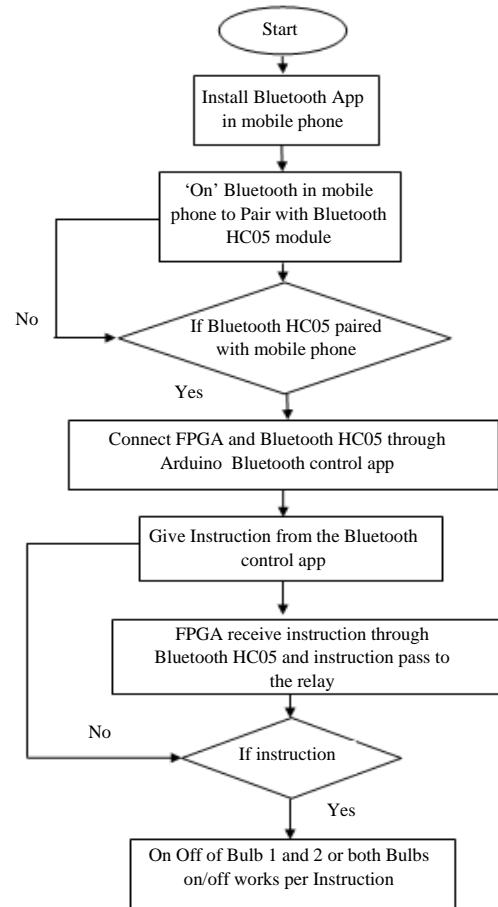 Start
Install Bluetooth App
in mobile phone
‘On’ Bluetooth in mobile
phone to Pair with Bluetooth
HC05 module
No
If Bluetooth HC05 paired
with mobile phone
Yes
Connect FPGA and Bluetooth HC05 through
Arduino Bluetooth control app
Give Instruction from the Bluetooth
control app
FPGA receive instruction through
Bluetooth HC05 and instruction pass to
the relay
No
If instruction
Yes
On Off of Bulb 1 and 2 or both Bulbs
on/off works per Instruction